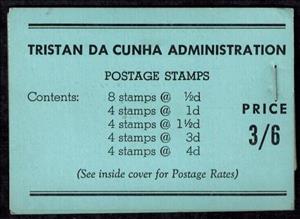 TRISTAN DA CUNHA ADMINISTRATION
POSTAGE STAMPS
Contents: 8 stamps @ ½d
4 stamps @ 1d
4 stamps @ 1½d
4 stamps @ 3d
4 stamps @ 4d
PRICE
3/6
(See inside cover for Postage Rates)